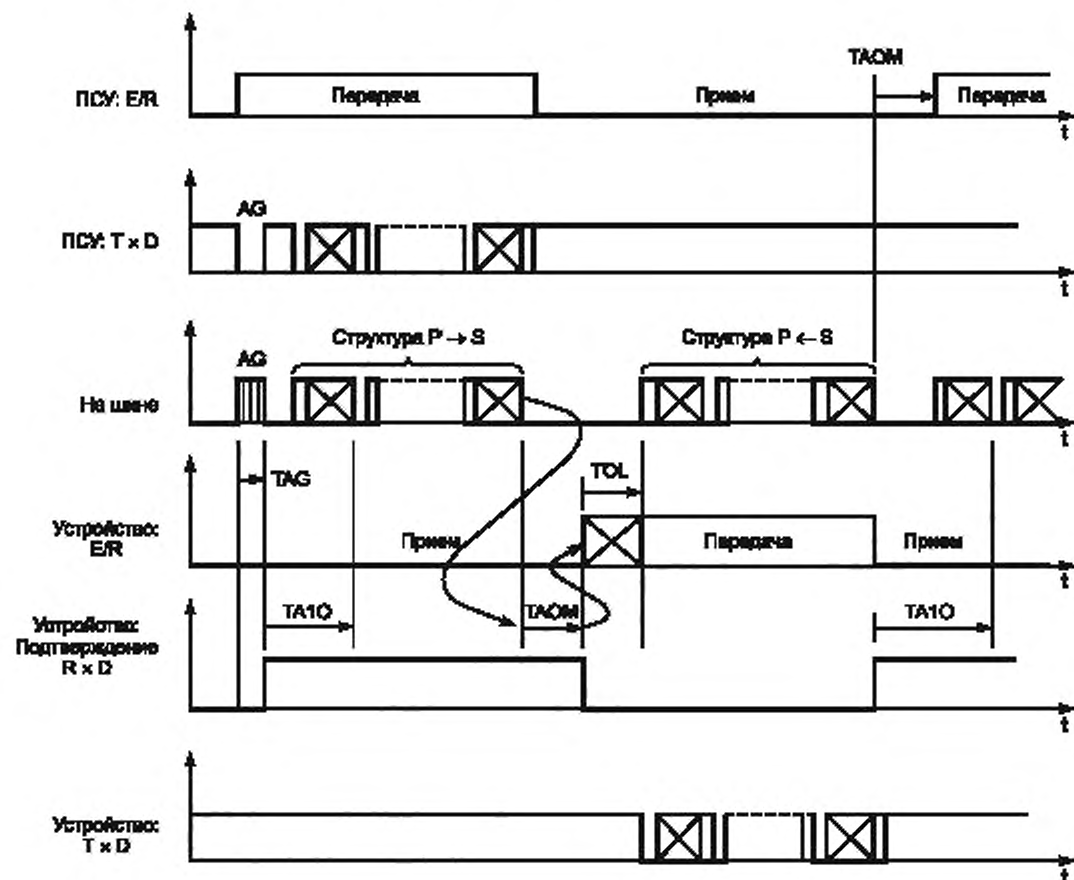 TAOM
ПСУ: E/R
Передача
Прием
Передача
t
AG
ПСУ: T × D
t
Структура P → S
Структура P ← S
AG
На шине
t
TAG
TOL
Устройство:
E/R
Прием
Передача
Прием
t
TA1O
TAOM
TA1O
Устройство:
Подтверждение
R × D
t
Устройство:
T × D
t